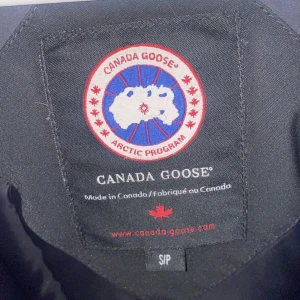 CANADA GOOSE®
ARCTIC PROGRAM
CANADA GOOSE®
Made in Canada/Fabriqué au Canada
www.canada-goose.com
S/P